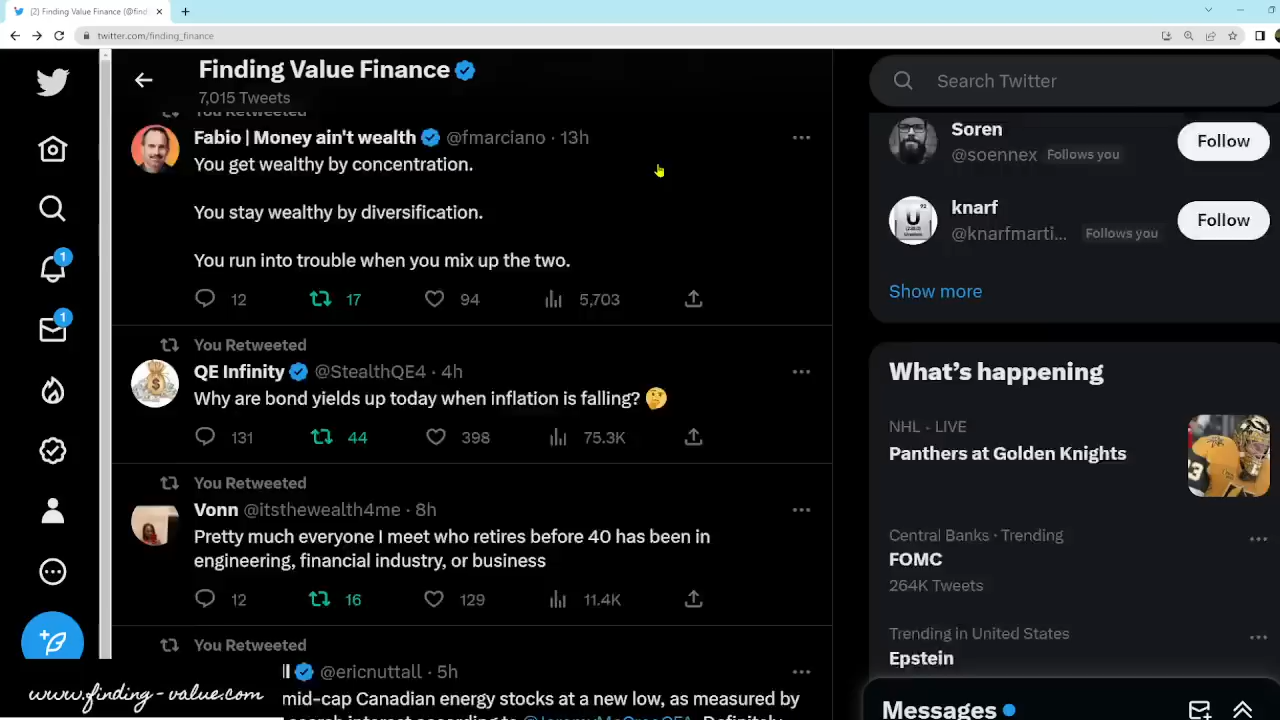 (2) Finding Value Finance (@find
twitter.com/finding_finance
Finding Value Finance
7,015 Tweets
You Retweeted
Fabio | Money ain't wealth @fmarciano · 13h
You get wealthy by concentration.
You stay wealthy by diversification.
You run into trouble when you mix up the two.
12 17 94 5,703
You Retweeted
QE Infinity @StealthQE4 · 4h
Why are bond yields up today when inflation is falling? 🤔
131 44 398 75.3K
You Retweeted
Vonn @itsthewealth4me · 8h
Pretty much everyone I meet who retires before 40 has been in
engineering, financial industry, or business
12 16 129 11.4K
You Retweeted
ll @ericnuttall · 5h
mid-cap Canadian energy stocks at a new low, as measured by
1
1
www.finding-value.com
Search Twitter
Soren
@soennex Follows you
Follow
knarf
@knarfmarti... Follows you
Follow
Show more
What's happening
NHL · LIVE
Panthers at Golden Knights
Central Banks · Trending
FOMC
264K Tweets
Trending in United States
Epstein
Messages